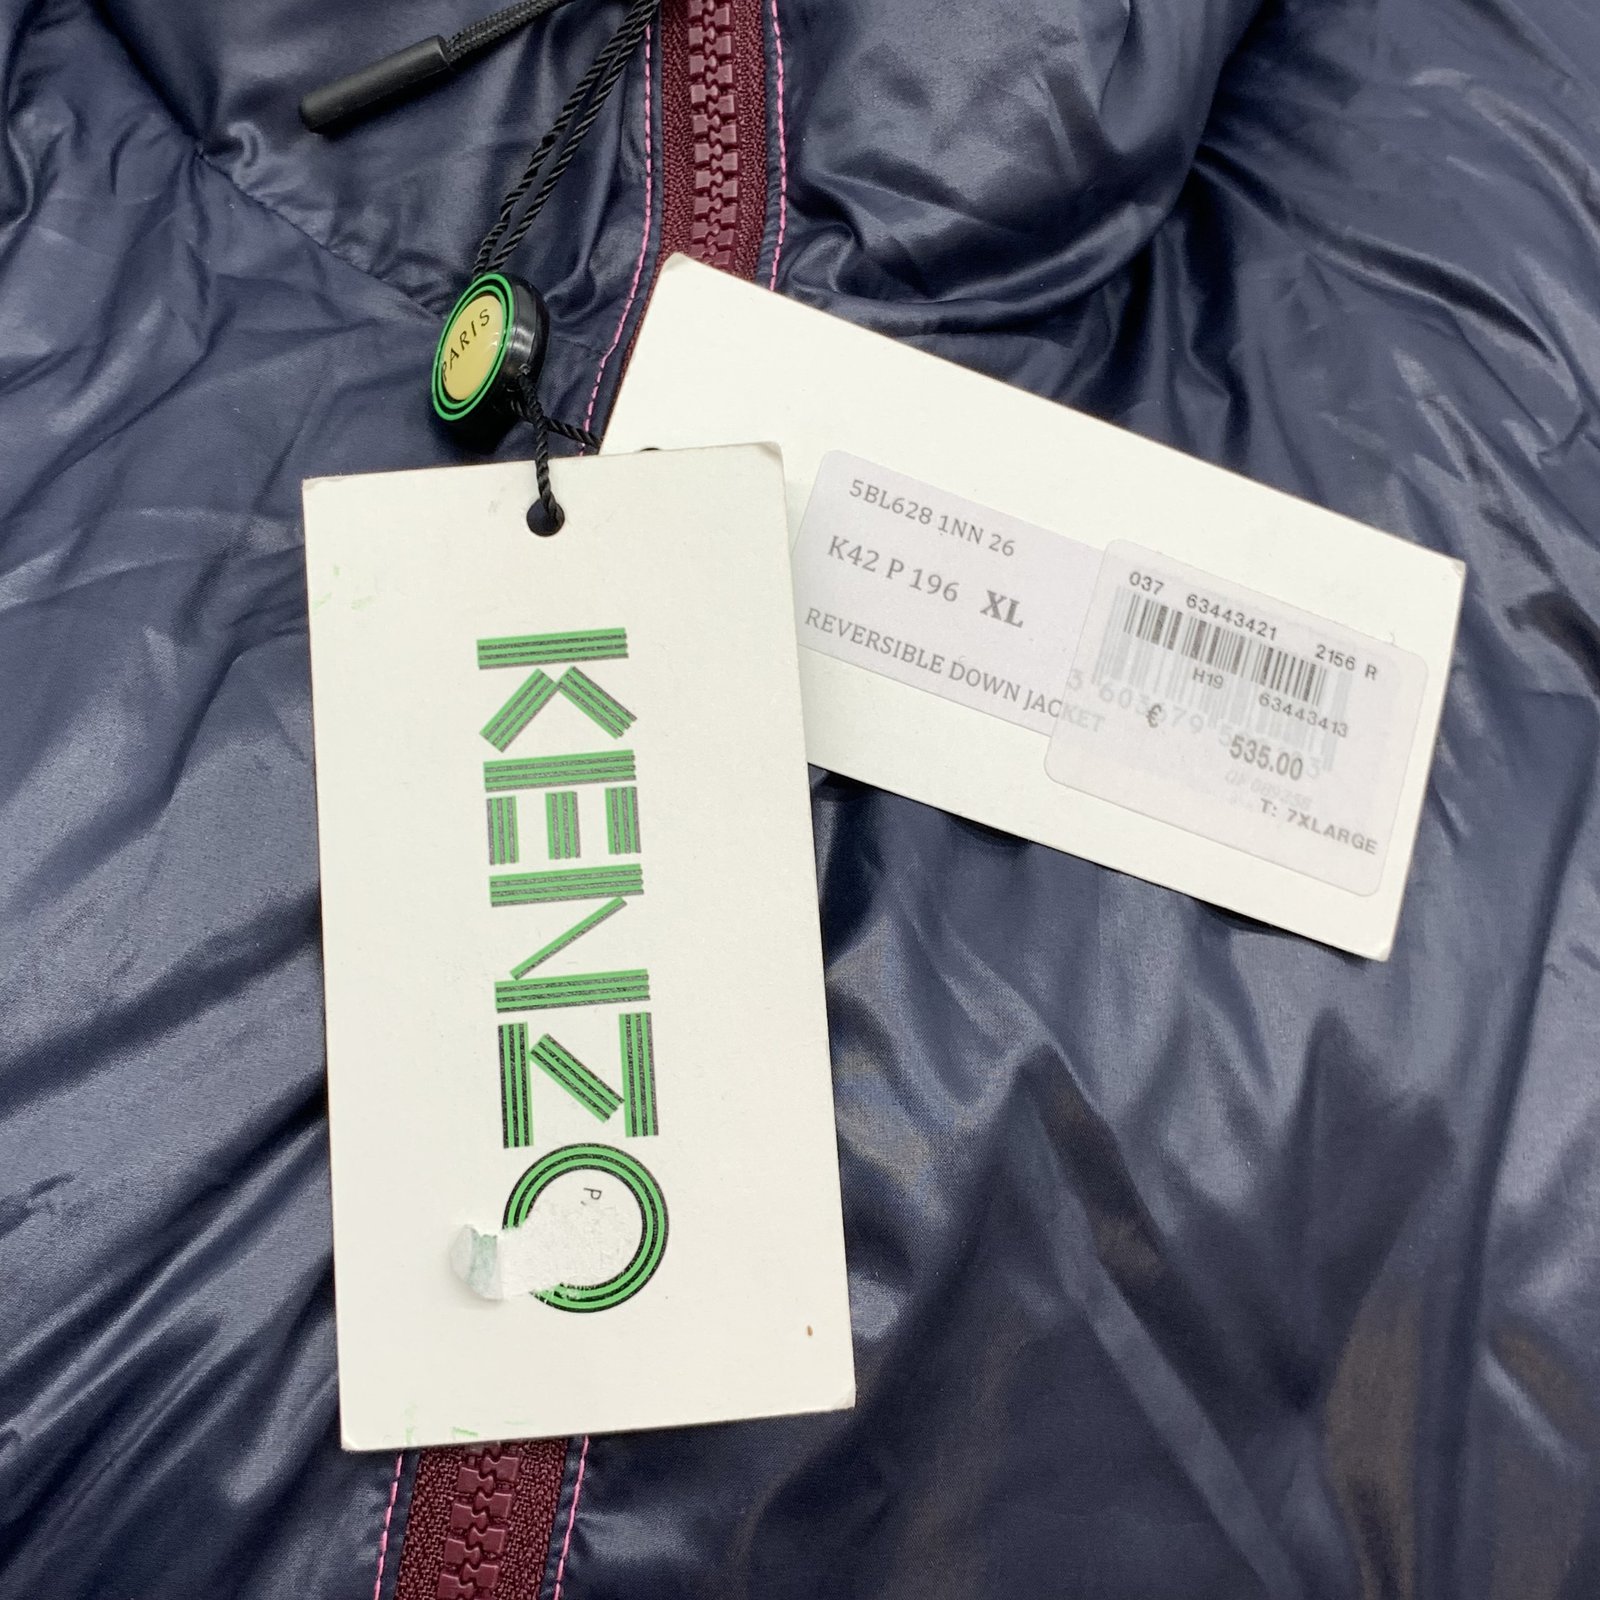 PARIS
KENZO
P.
5BL628 1NN 26
K42 P 196 XL
REVERSIBLE DOWN JACKET
037 63443421
2156 R
H19 63443413
€ 535.00
T: 7XLARGE